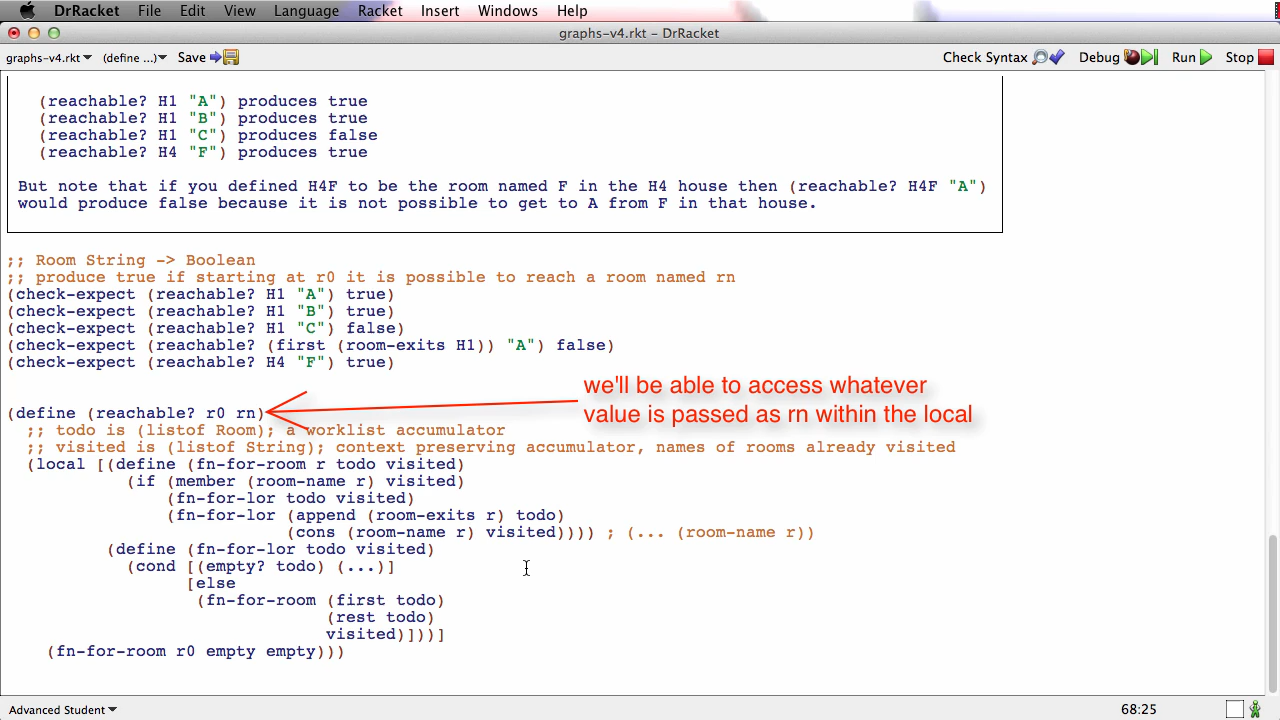 DrRacket File Edit View Language Racket Insert Windows Help
graphs-v4.rkt - DrRacket
graphs-v4.rkt (define ...) Save Check Syntax Debug Run Stop
(reachable? H1 "A") produces true
(reachable? H1 "B") produces true
(reachable? H1 "C") produces false
(reachable? H4 "F") produces true
But note that if you defined H4F to be the room named F in the H4 house then (reachable? H4F "A")
would produce false because it is not possible to get to A from F in that house.
;; Room String -> Boolean
;; produce true if starting at r0 it is possible to reach a room named rn
(check-expect (reachable? H1 "A") true)
(check-expect (reachable? H1 "B") true)
(check-expect (reachable? H1 "C") false)
(check-expect (reachable? (first (room-exits H1)) "A") false)
(check-expect (reachable? H4 "F") true)
we'll be able to access whatever
value is passed as rn within the local
(define (reachable? r0 rn)
;; todo is (listof Room); a worklist accumulator
;; visited is (listof String); context preserving accumulator, names of rooms already visited
(local [(define (fn-for-room r todo visited)
(if (member (room-name r) visited)
(fn-for-lor todo visited)
(fn-for-lor (append (room-exits r) todo)
(cons (room-name r) visited)))) ; (... (room-name r))
(define (fn-for-lor todo visited)
(cond [(empty? todo) (...)]
[else
(fn-for-room (first todo)
(rest todo)
visited)]))]
(fn-for-room r0 empty empty)))
Advanced Student 68:25